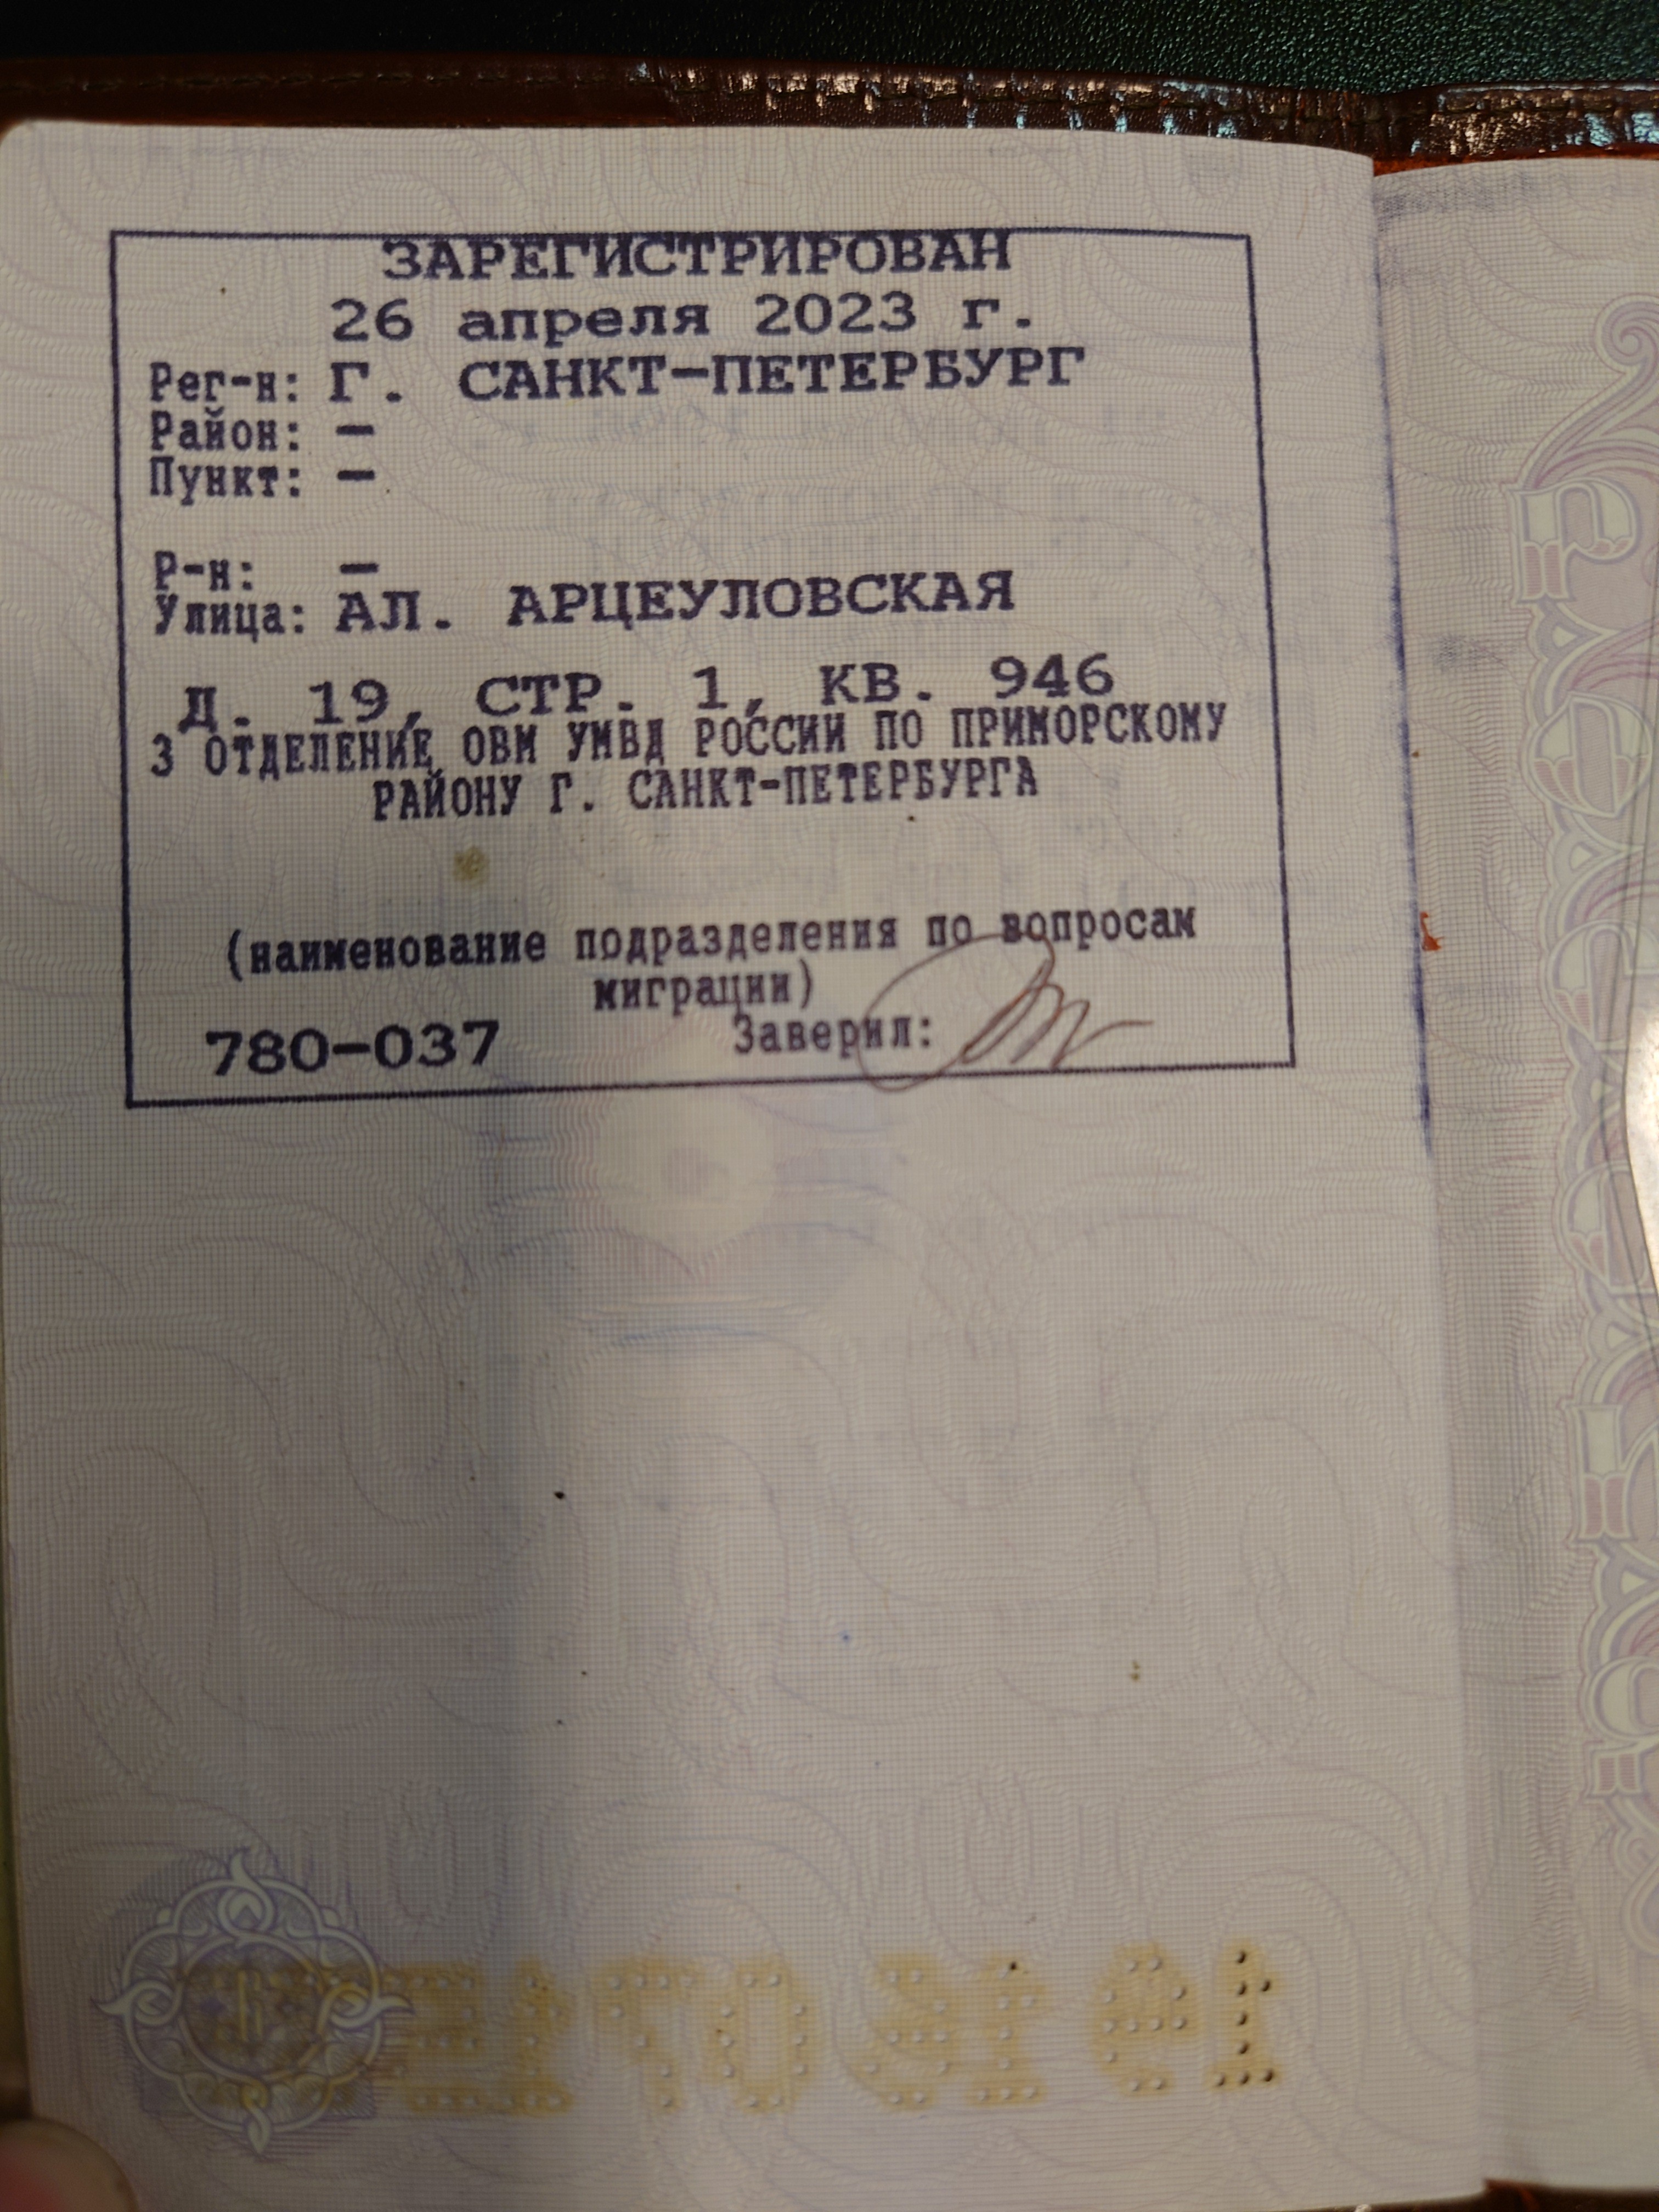 ЗАРЕГИСТРИРОВАН
26 апреля 2023 г.
Рег-н: Г. САНКТ-ПЕТЕРБУРГ
Район: —
Пункт: —
Р-н: —
Улица: АЛ. АРЦЕУЛОВСКАЯ
Д. 19, СТР. 1, КВ. 946
3 ОТДЕЛЕНИЕ ОВМ УМВД РОССИИ ПО ПРИМОРСКОМУ
РАЙОНУ Г. САНКТ-ПЕТЕРБУРГА
(наименование подразделения по вопросам
миграции)
780-037 Заверил: